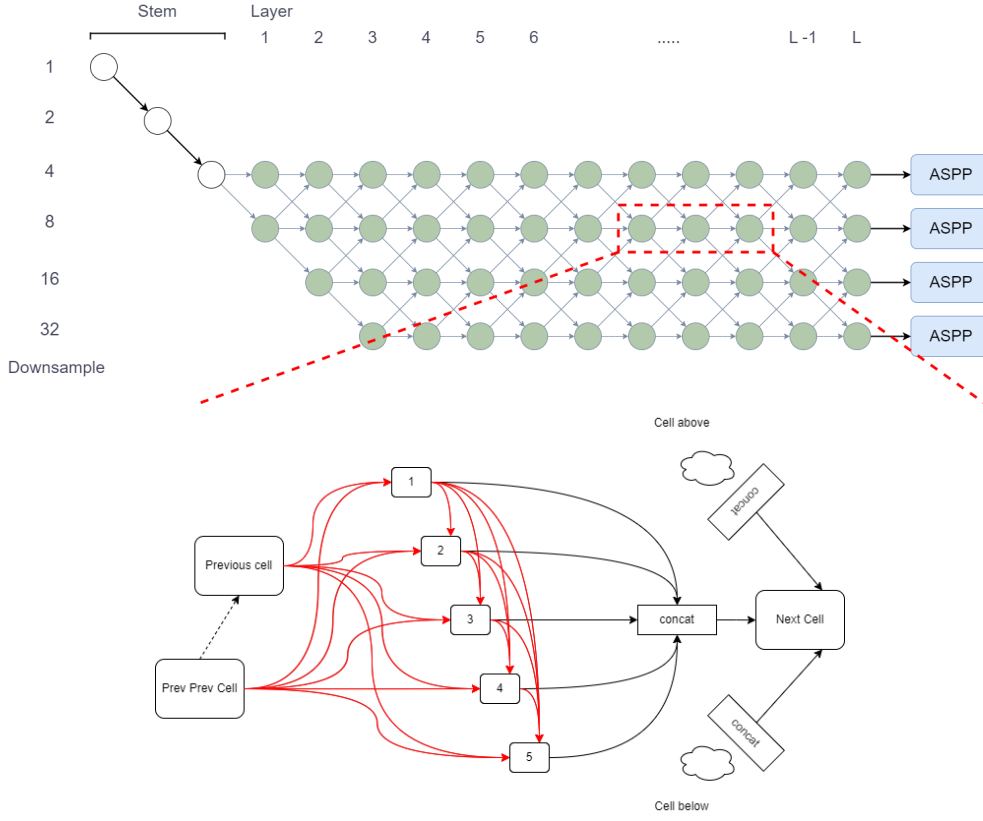 Stem Layer
1 2 3 4 5 6 ..... L -1 L
1
2
4 ASPP
8 ASPP
16 ASPP
32 ASPP
Downsample
Cell above
concat
1
2
Previous cell
3 concat Next Cell
Prev Prev Cell 4
concat
5
Cell below